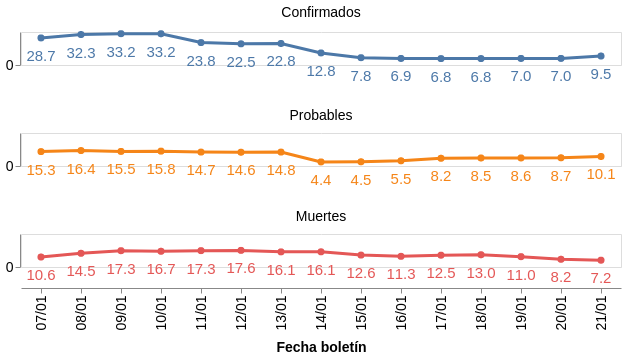 Confirmados
0
28.7 32.3 33.2 33.2 23.8 22.5 22.8 12.8 7.8 6.9 6.8 6.8 7.0 7.0 9.5
Probables
0
15.3 16.4 15.5 15.8 14.7 14.6 14.8 4.4 4.5 5.5 8.2 8.5 8.6 8.7 10.1
Muertes
0
10.6 14.5 17.3 16.7 17.3 17.6 16.1 16.1 12.6 11.3 12.5 13.0 11.0 8.2 7.2
07/01 08/01 09/01 10/01 11/01 12/01 13/01 14/01 15/01 16/01 17/01 18/01 19/01 20/01 21/01
Fecha boletín